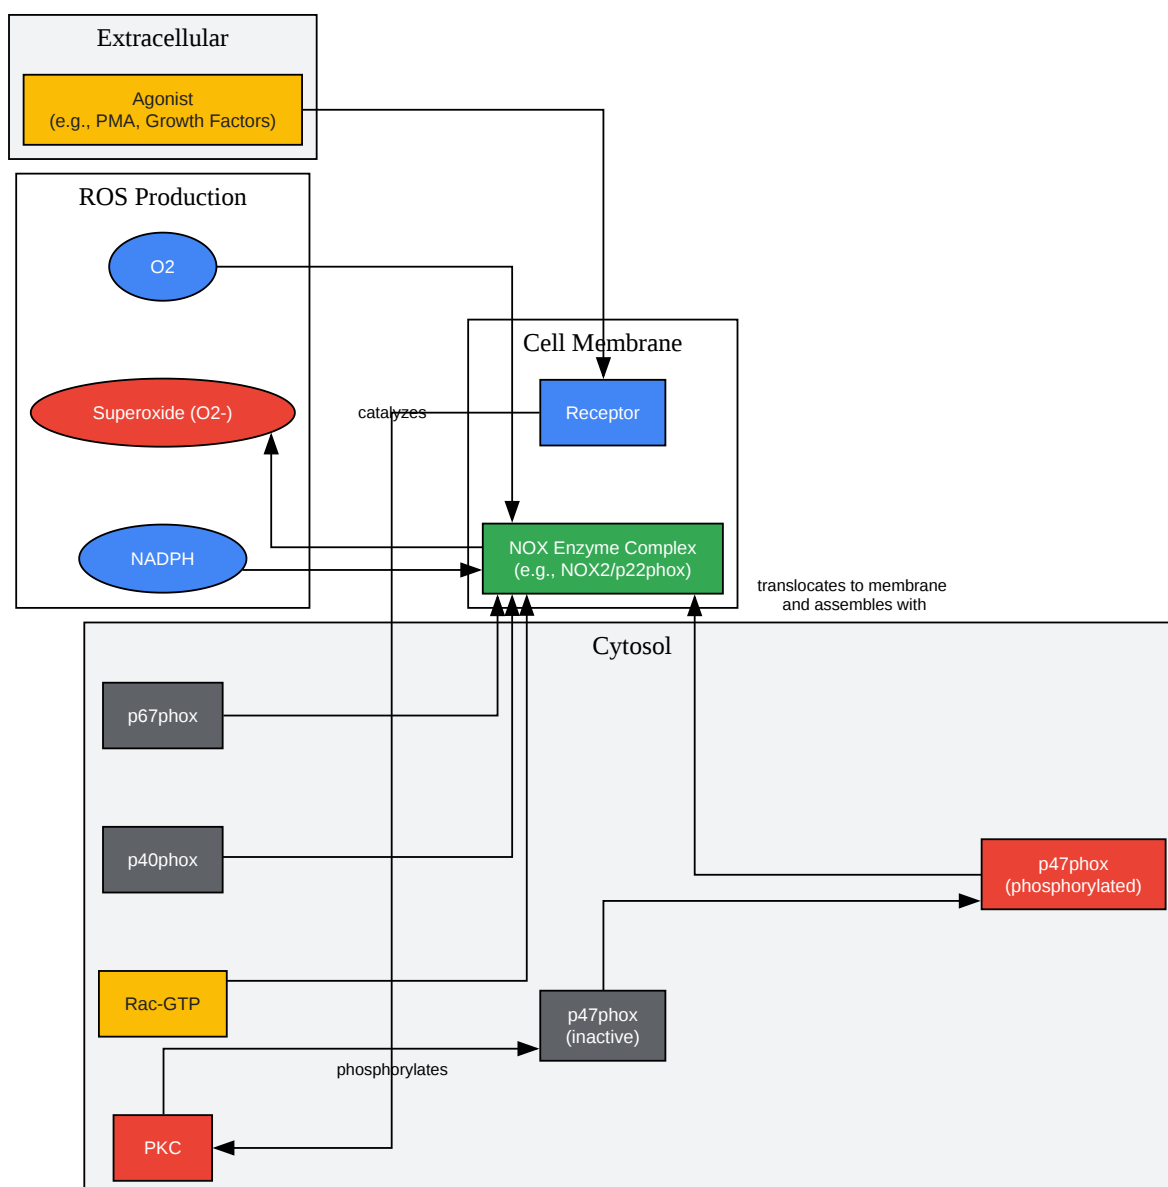 Extracellular
Agonist
(e.g., PMA, Growth Factors)
ROS Production
O2
Cell Membrane
catalyzes
Receptor
Superoxide (O2-)
NADPH
NOX Enzyme Complex
(e.g., NOX2/p22phox)
translocates to membrane
and assembles with
Cytosol
p67phox
p40phox
p47phox
(phosphorylated)
Rac-GTP
p47phox
(inactive)
phosphorylates
PKC